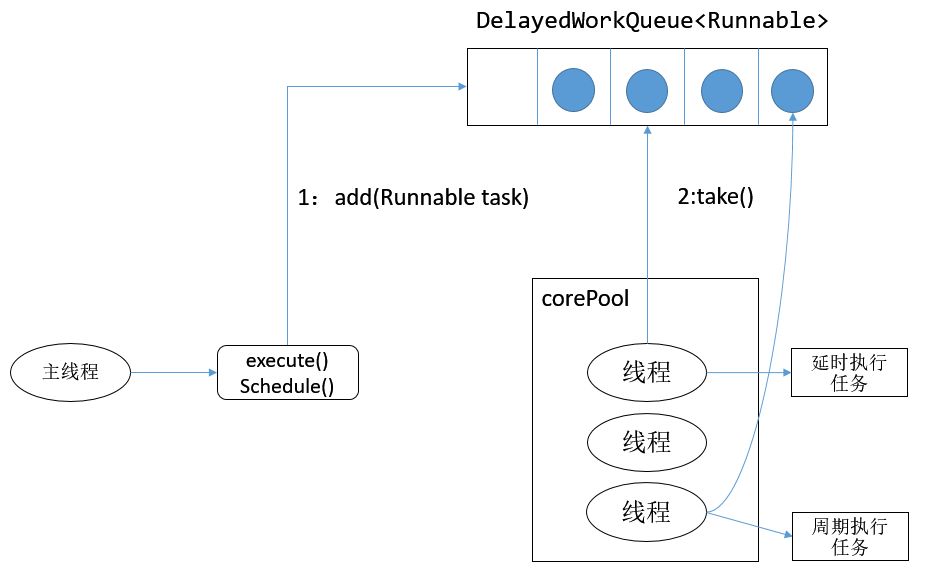 DelayedWorkQueue<Runnable>
1：add(Runnable task)
2:take()
corePool
主线程
execute()
Schedule()
线程
延时执行
任务
线程
线程
周期执行
任务